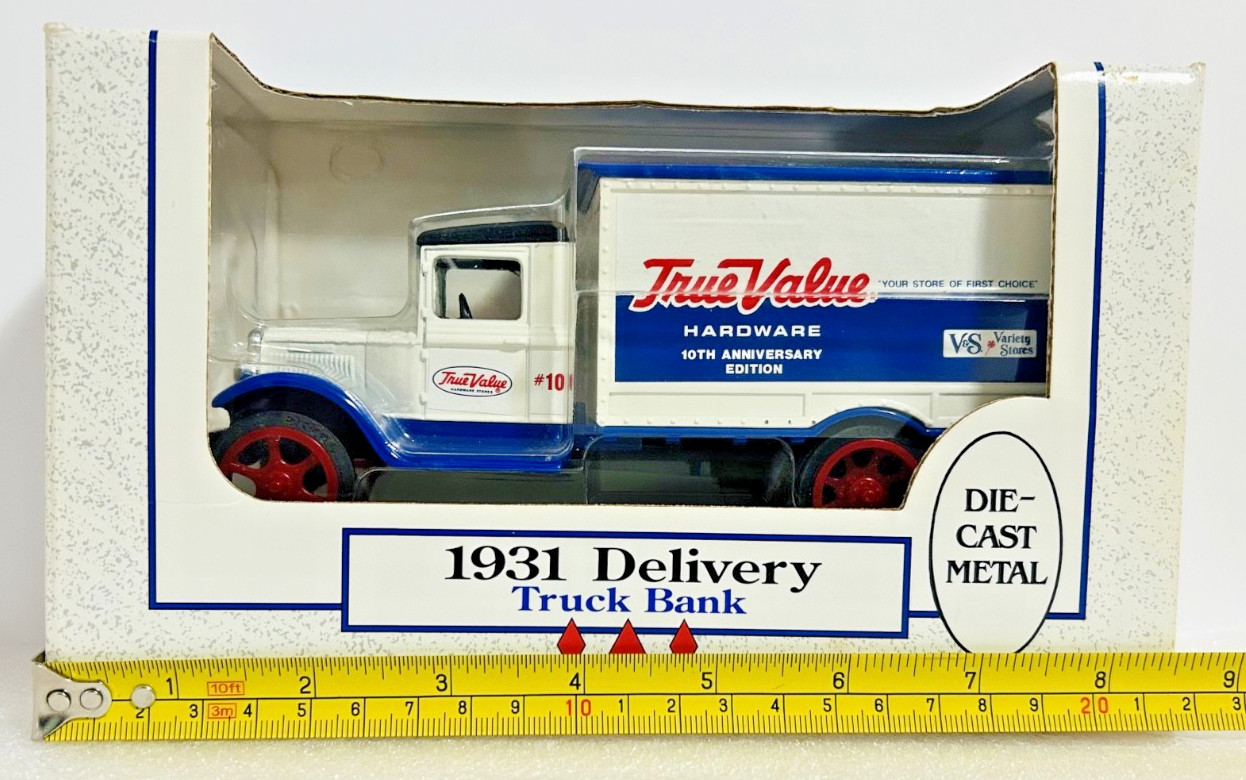 True Value
"YOUR STORE OF FIRST CHOICE"
HARDWARE
10TH ANNIVERSARY
EDITION
V&S Variety
Stores
True Value
HARDWARE STORES
#10
DIE-
CAST
METAL
1931 Delivery
Truck Bank
1 10ft 2 3 4 5 6 7 8 9
2 3 3m 4 5 6 7 8 9 10 1 2 3 4 5 6 7 8 9 20 1 2 3